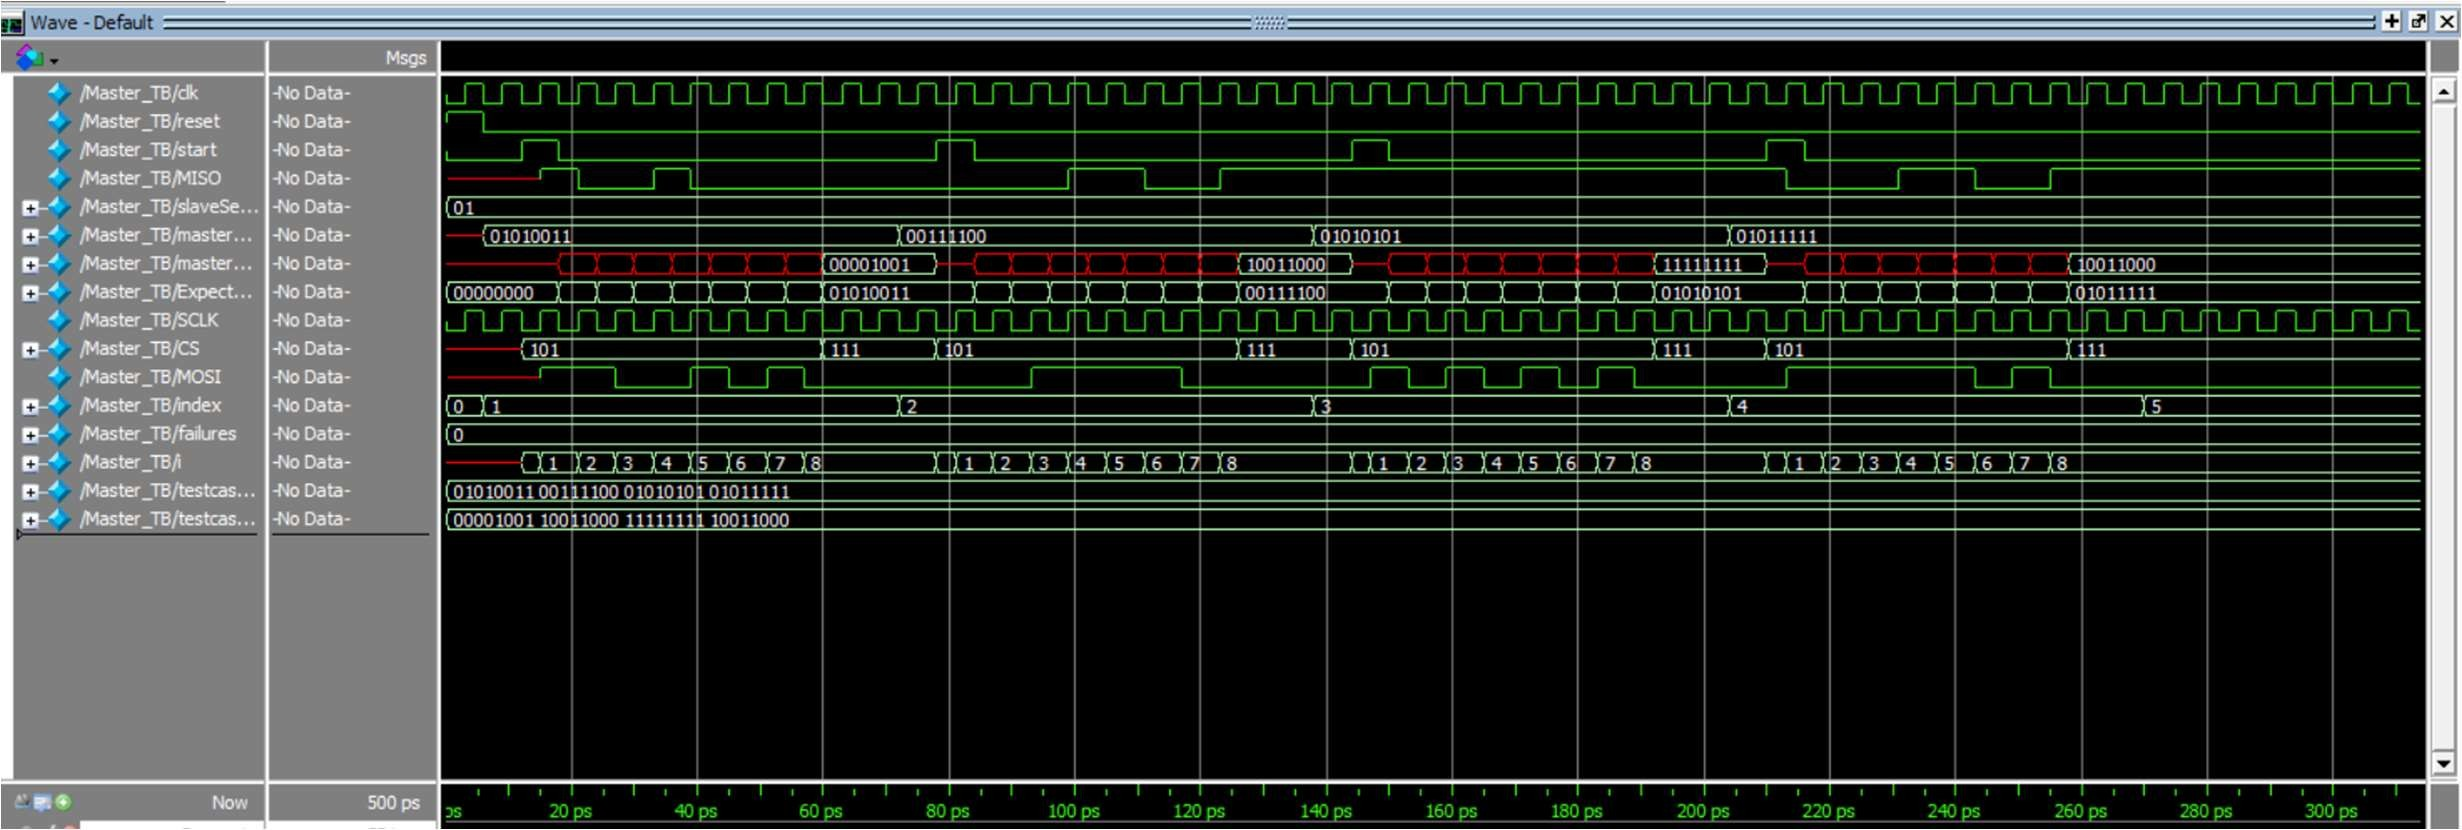 Wave - Default
Msgs
/Master_TB/clk -No Data-
/Master_TB/reset -No Data-
/Master_TB/start -No Data-
/Master_TB/MISO -No Data-
/Master_TB/slaveSe... -No Data- 01
/Master_TB/master... -No Data- 01010011 00111100 01010101 01011111
/Master_TB/master... -No Data- 00001001 10011000 11111111 10011000
/Master_TB/Expect... -No Data- 00000000 01010011 00111100 01010101 01011111
/Master_TB/SCLK -No Data-
/Master_TB/CS -No Data- 101 111 101 111 101 111 101 111
/Master_TB/MOSI -No Data-
/Master_TB/index -No Data- 0 1 2 3 4 5
/Master_TB/failures -No Data- 0
/Master_TB/i -No Data- 1 2 3 4 5 6 7 8 1 2 3 4 5 6 7 8 1 2 3 4 5 6 7 8 1 2 3 4 5 6 7 8
/Master_TB/testcas... -No Data- 01010011 00111100 01010101 01011111
/Master_TB/testcas... -No Data- 00001001 10011000 11111111 10011000
Now 500 ps ps 20 ps 40 ps 60 ps 80 ps 100 ps 120 ps 140 ps 160 ps 180 ps 200 ps 220 ps 240 ps 260 ps 280 ps 300 ps